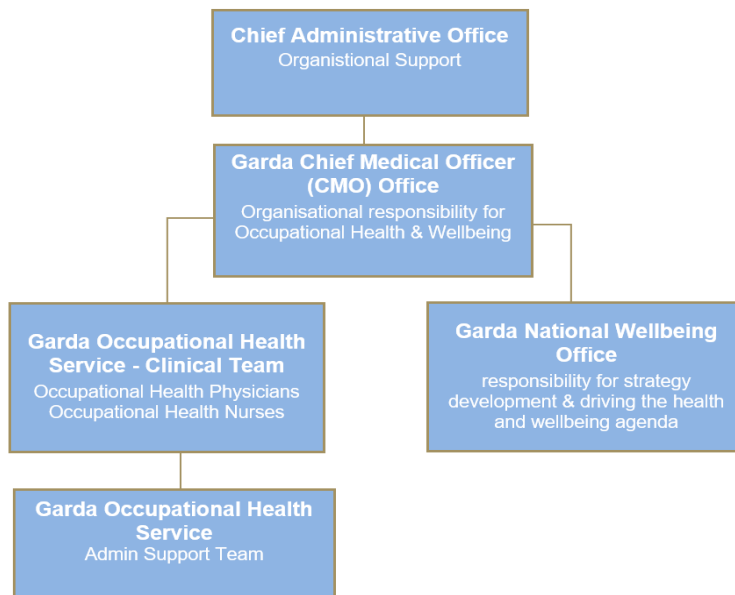 Chief Administrative Office
Organistional Support
Garda Chief Medical Officer
(CMO) Office
Organisational responsibility for
Occupational Health & Wellbeing
Garda Occupational Health
Service - Clinical Team
Occupational Health Physicians
Occupational Health Nurses
Garda National Wellbeing
Office
responsibility for strategy
development & driving the health
and wellbeing agenda
Garda Occupational Health
Service
Admin Support Team